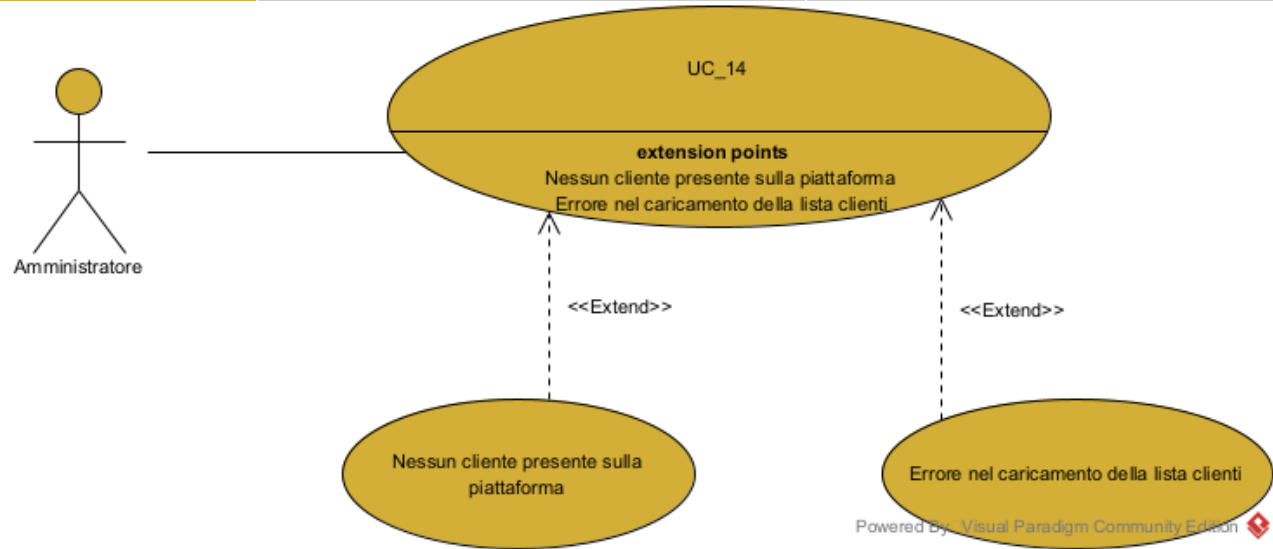 UC_14
extension points
Nessun cliente presente sulla piattaforma
Errore nel caricamento della lista clienti
Amministratore
<<Extend>>
<<Extend>>
Nessun cliente presente sulla
piattaforma
Errore nel caricamento della lista clienti
Powered By: Visual Paradigm Community Edition